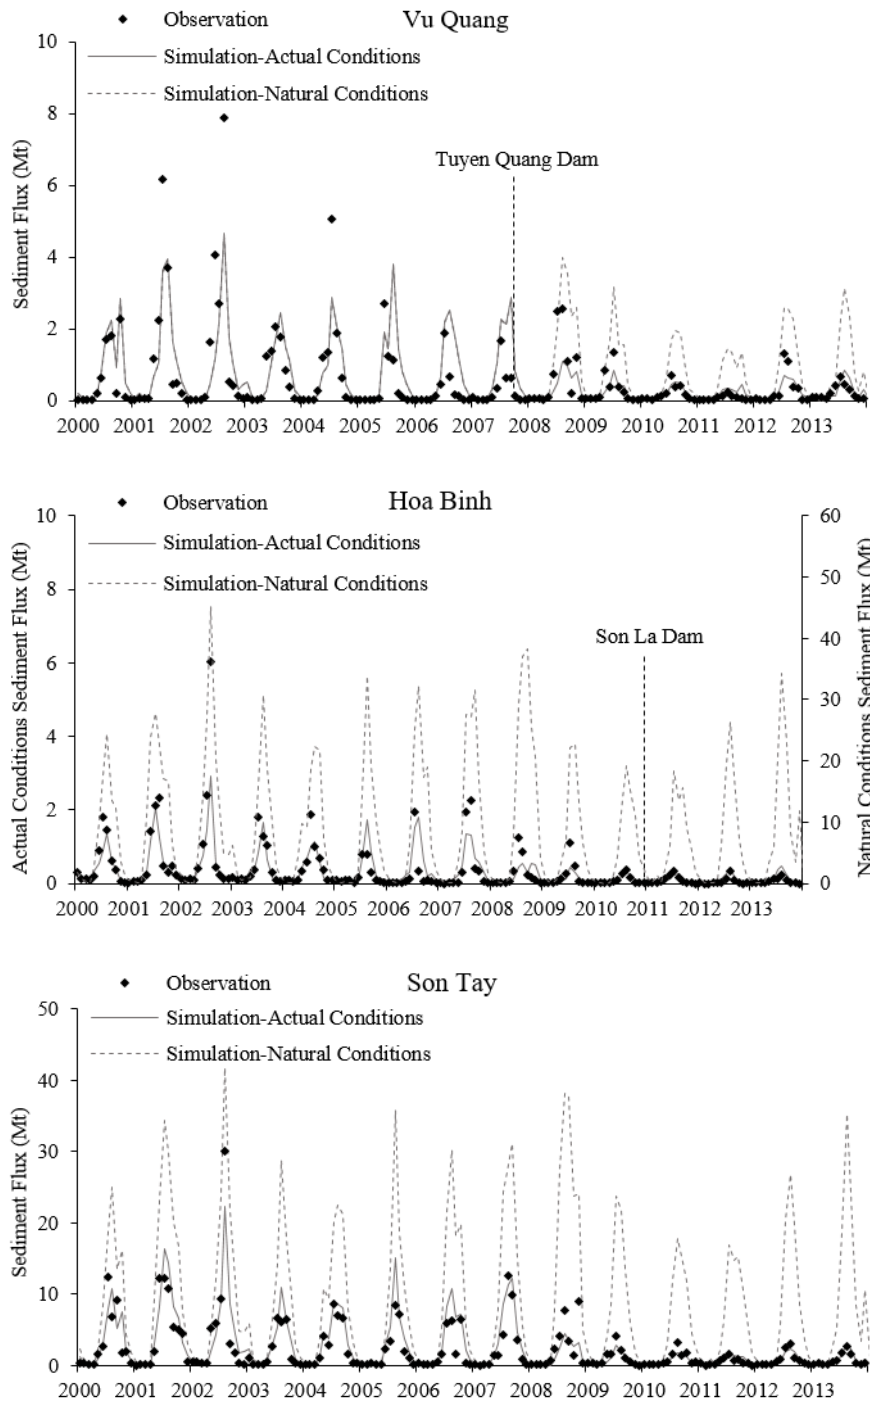 Observation
Vu Quang
Simulation-Actual Conditions
Simulation-Natural Conditions
Tuyen Quang Dam
Sediment Flux (Mt)
10
8
6
4
2
0
2000 2001 2002 2003 2004 2005 2006 2007 2008 2009 2010 2011 2012 2013
Observation
Hoa Binh
Simulation-Actual Conditions
Simulation-Natural Conditions
Son La Dam
Actual Conditions Sediment Flux (Mt)
10
8
6
4
2
0
Natural Conditions Sediment Flux (Mt)
60
50
40
30
20
10
0
2000 2001 2002 2003 2004 2005 2006 2007 2008 2009 2010 2011 2012 2013
Observation
Son Tay
Simulation-Actual Conditions
Simulation-Natural Conditions
Sediment Flux (Mt)
50
40
30
20
10
0
2000 2001 2002 2003 2004 2005 2006 2007 2008 2009 2010 2011 2012 2013